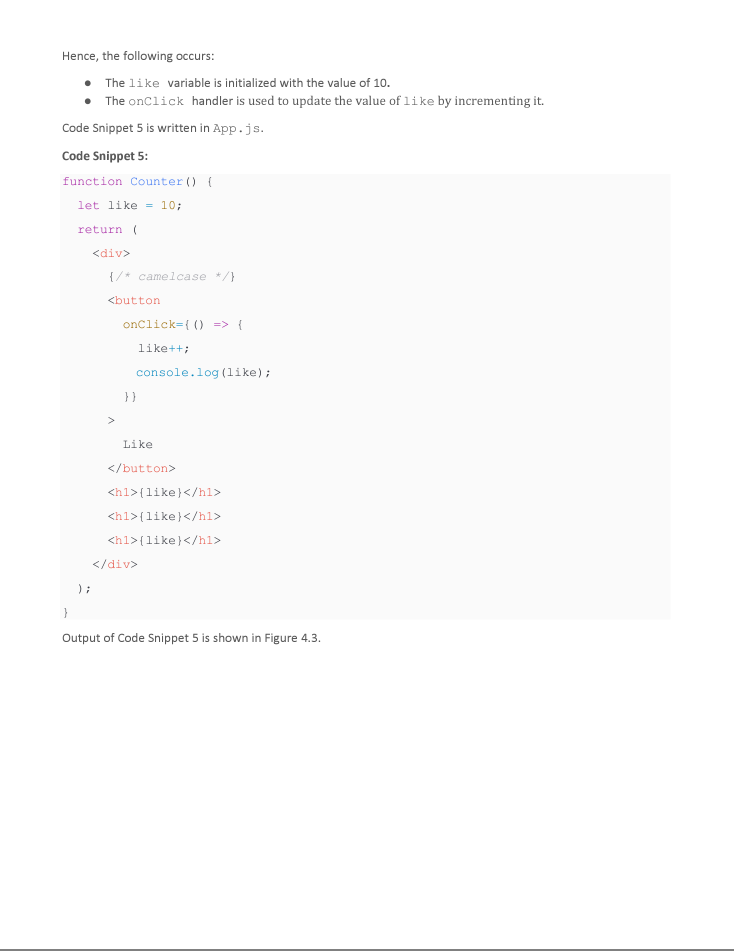 Hence, the following occurs:
● The like variable is initialized with the value of 10.
● The onClick handler is used to update the value of like by incrementing it.
Code Snippet 5 is written in App.js.
Code Snippet 5:
function Counter() {
  let like = 10;
  return (
    <div>
      {/* camelcase */}
      <button
        onClick={() => {
          like++;
          console.log(like);
        }}
      >
        Like
      </button>
      <h1>{like}</h1>
      <h1>{like}</h1>
      <h1>{like}</h1>
    </div>
  );
}
Output of Code Snippet 5 is shown in Figure 4.3.